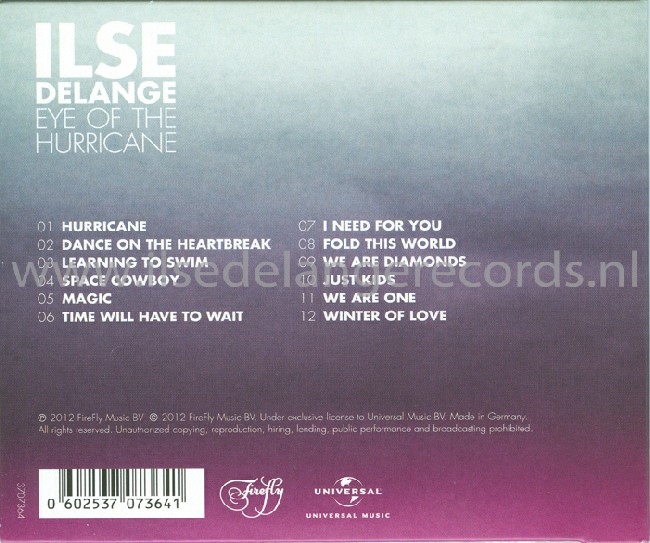 ILSE
DELANGE
EYE OF THE
HURRICANE
01 HURRICANE
02 DANCE ON THE HEARTBREAK
03 LEARNING TO SWIM
04 SPACE COWBOY
05 MAGIC
06 TIME WILL HAVE TO WAIT
07 I NEED FOR YOU
08 FOLD THIS WORLD
09 WE ARE DIAMONDS
10 JUST KIDS
11 WE ARE ONE
12 WINTER OF LOVE
www.ilsedelangerecords.nl
℗ 2012 FireFly Music BV, © 2012 FireFly Music BV. Under exclusive license to Universal Music BV. Made in Germany.
All rights reserved. Unauthorized copying, reproduction, hiring, lending, public performance and broadcasting prohibited.
3707364
0 602537 073641
Firefly
UNIVERSAL
UNIVERSAL MUSIC